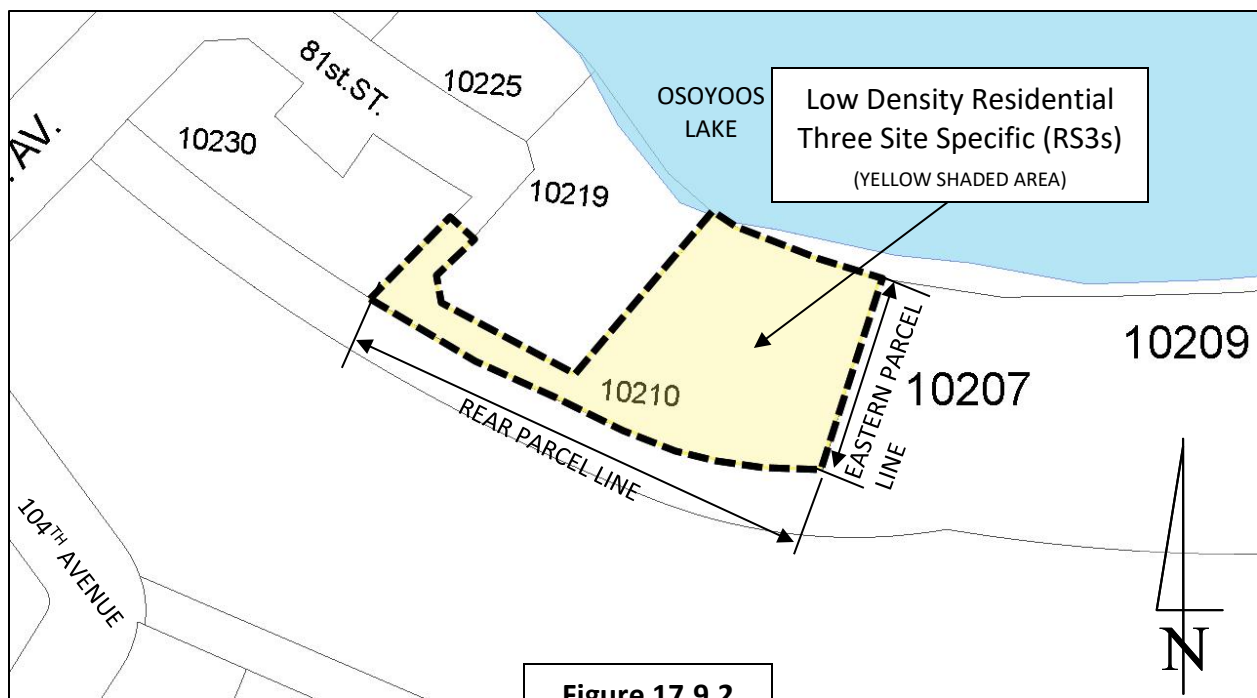 81st.ST.
10225
OSOYOOS
LAKE
Low Density Residential
Three Site Specific (RS3s)
(YELLOW SHADED AREA)
AV.
10230
10219
10209
10207
10210
EASTERN PARCEL
LINE
REAR PARCEL LINE
104TH AVENUE
N
Figure 17.9.2